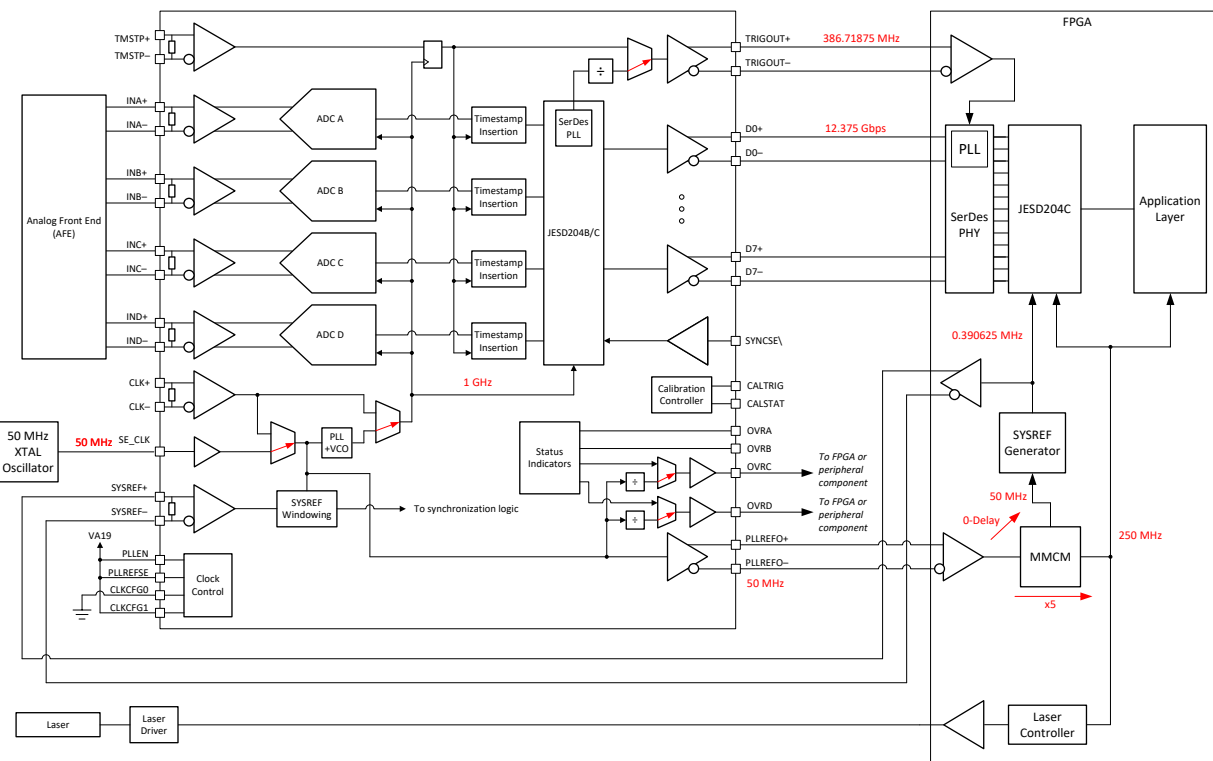 FPGA
TMSTP+
TMSTP–
TRIGOUT+
386.71875 MHz
TRIGOUT–
÷
Analog Front End
(AFE)
INA+
INA–
ADC A
Timestamp
Insertion
SerDes
PLL
D0+
12.375 Gbps
D0–
PLL
INB+
INB–
ADC B
Timestamp
Insertion
JESD204B/C
SerDes
PHY
JESD204C
Application
Layer
INC+
INC–
ADC C
Timestamp
Insertion
D7+
D7–
IND+
IND–
ADC D
Timestamp
Insertion
SYNCSE\
0.390625 MHz
CLK+
CLK–
1 GHz
Calibration
Controller
CALTRIG
CALSTAT
50 MHz
XTAL
Oscillator
50 MHz
SE_CLK
PLL
+VCO
Status
Indicators
OVRA
OVRB
OVRC
To FPGA or
peripheral
component
SYSREF
Generator
SYSREF+
SYSREF–
SYSREF
Windowing
To synchronization logic
÷
÷
OVRD
To FPGA or
peripheral
component
50 MHz
0-Delay
VA19
PLLEN
PLLREFSE
CLKCFG0
CLKCFG1
Clock
Control
PLLREFO+
PLLREFO–
50 MHz
MMCM
250 MHz
x5
Laser
Laser
Driver
Laser
Controller